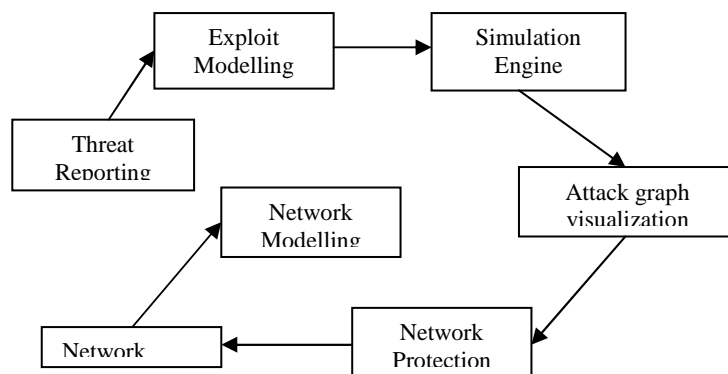 Exploit
Modelling
Simulation
Engine
Threat
Reporting
Attack graph
visualization
Network
Modelling
Network
Protection
Network